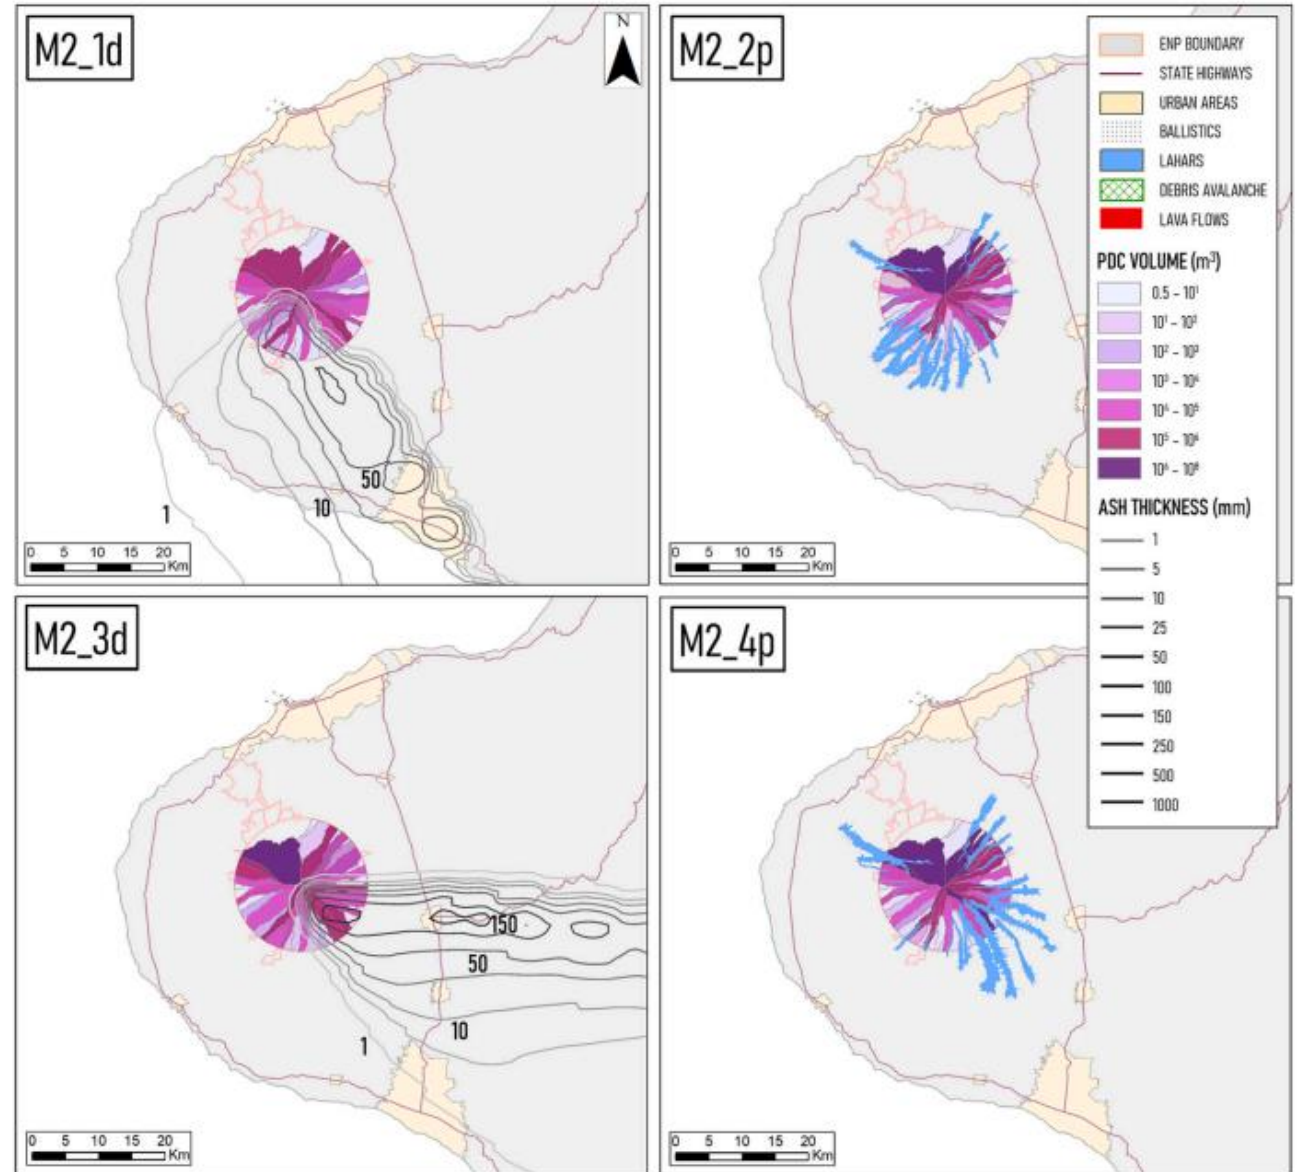 M2_1d
N
50
10
1
0 5 10 15 20
Km
M2_2p
0 5 10 15 20
Km
ENP BOUNDARY
STATE HIGHWAYS
URBAN AREAS
BALLISTICS
LAHARS
DEBRIS AVALANCHE
LAVA FLOWS
PDC VOLUME (m³)
0.5 - 10¹
10² - 10³
10³ - 10⁴
10⁴ - 10⁵
10⁵ - 10⁶
10⁶ - 10⁸
ASH THICKNESS (mm)
1
5
10
25
50
100
150
250
500
1000
M2_3d
150
50
10
1
0 5 10 15 20
Km
M2_4p
0 5 10 15 20
Km